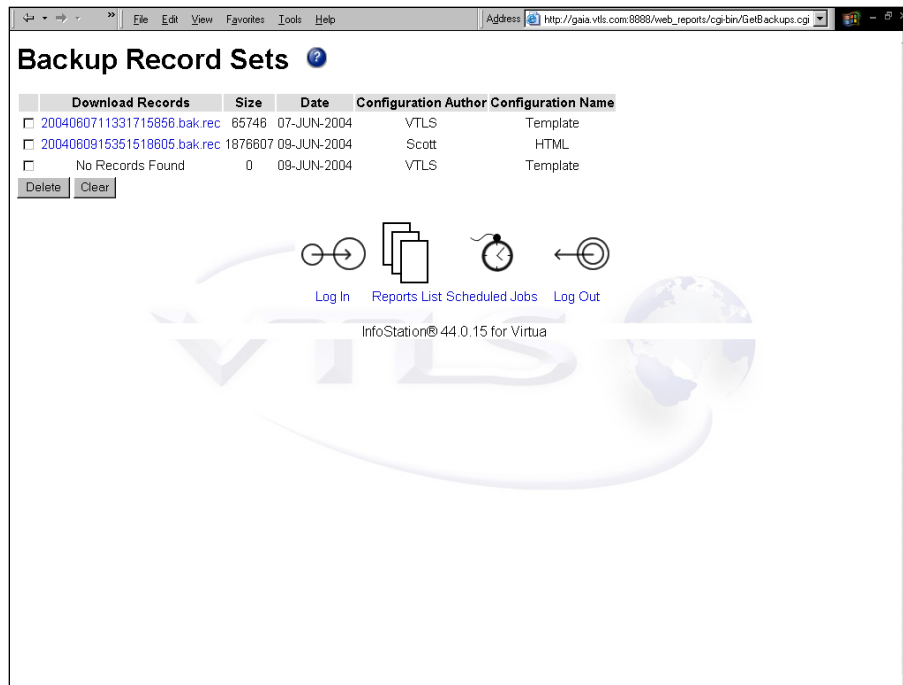 » File Edit View Favorites Tools Help Address http://gaia.vtls.com:8888/web_reports/cgi-bin/GetBackups.cgi
Backup Record Sets ?
Download Records Size Date Configuration Author Configuration Name
2004060711331715856.bak.rec 65746 07-JUN-2004 VTLS Template
2004060915351518605.bak.rec 1876607 09-JUN-2004 Scott HTML
No Records Found 0 09-JUN-2004 VTLS Template
Delete Clear
Log In Reports List Scheduled Jobs Log Out
InfoStation® 44.0.15 for Virtua
VTLS